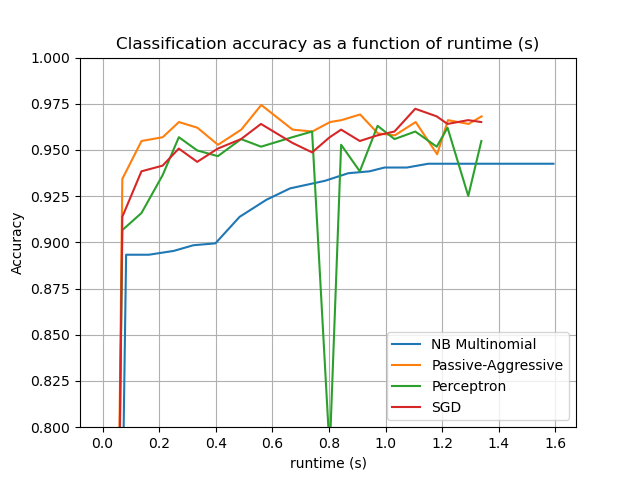 Classification accuracy as a function of runtime (s)
1.000
0.975
0.950
0.925
0.900
0.875
0.850
0.825
0.800
Accuracy
NB Multinomial
Passive-Aggressive
Perceptron
SGD
0.0 0.2 0.4 0.6 0.8 1.0 1.2 1.4 1.6
runtime (s)